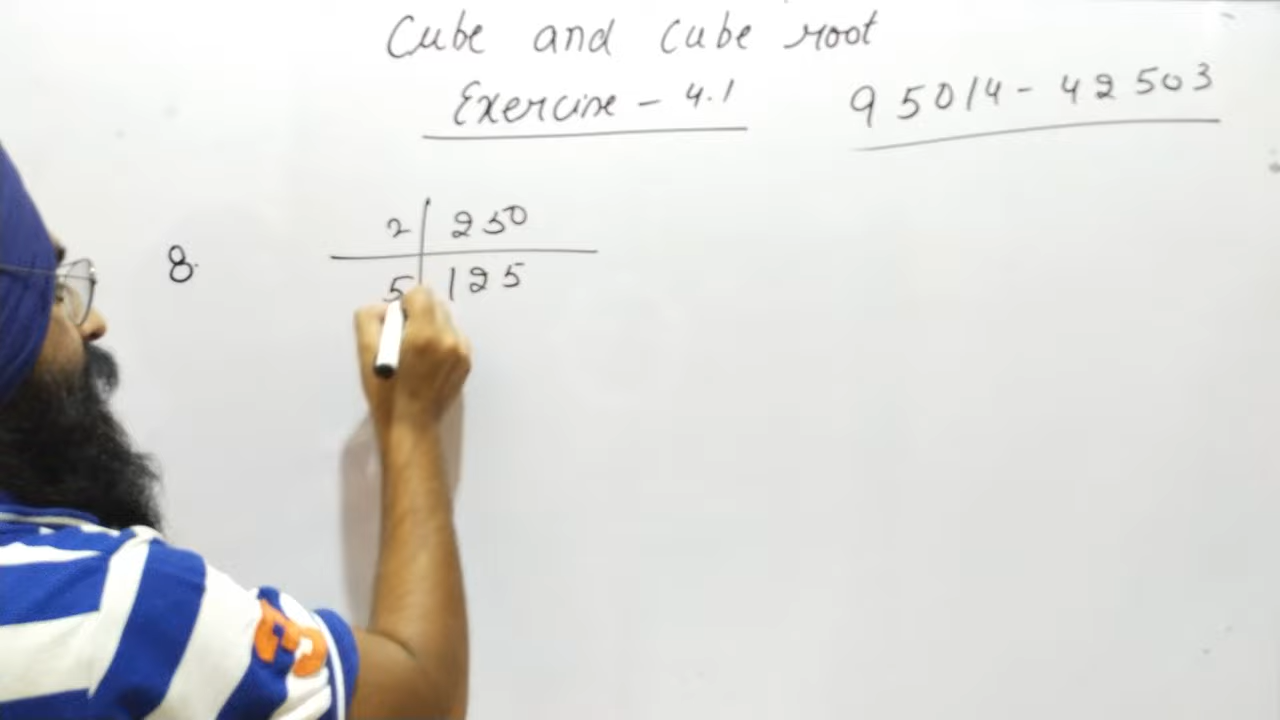 Cube and cube root
Exercise - 4.1
95014-42503
8.
2 | 250
5 | 125